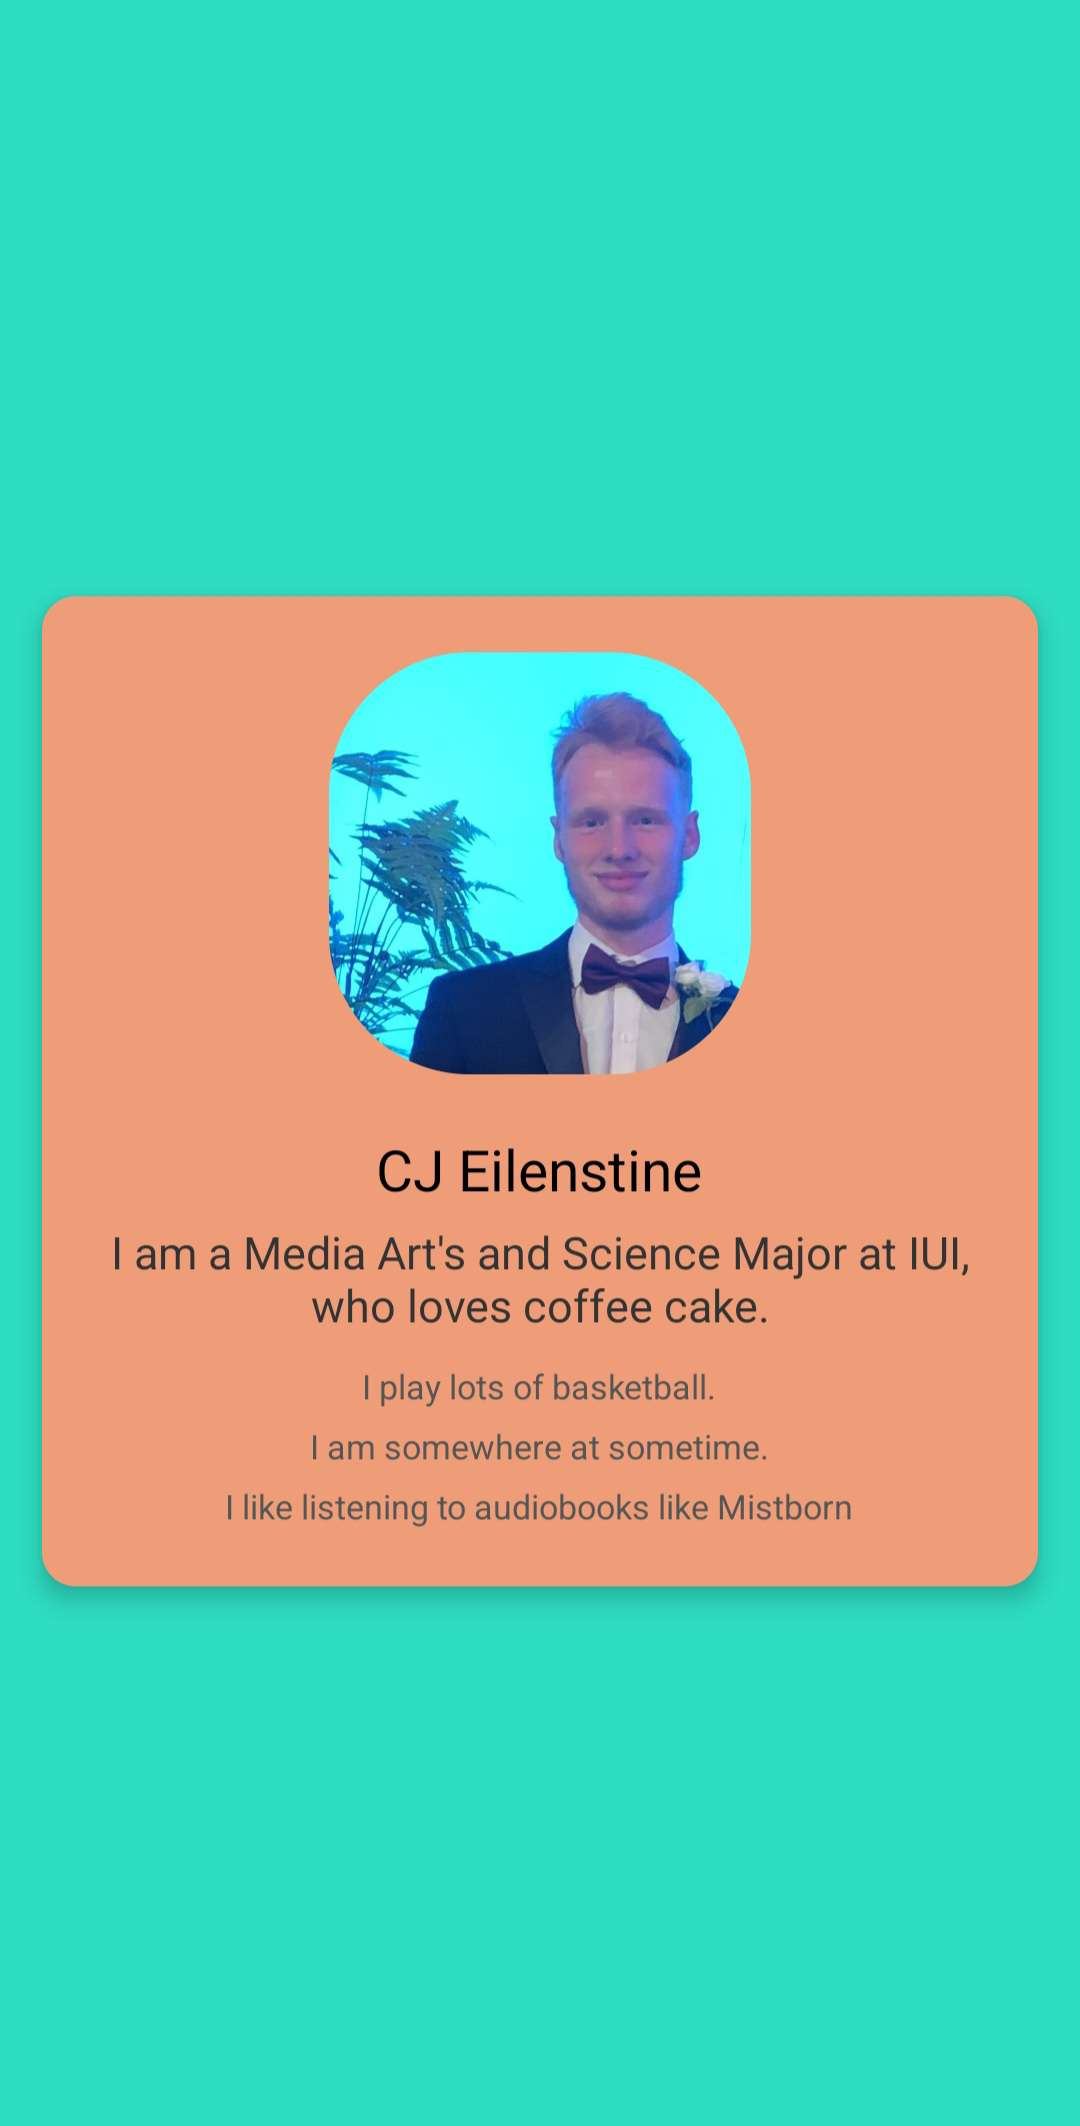 CJ Eilenstine
I am a Media Art's and Science Major at IUI,
who loves coffee cake.
I play lots of basketball.
I am somewhere at sometime.
I like listening to audiobooks like Mistborn